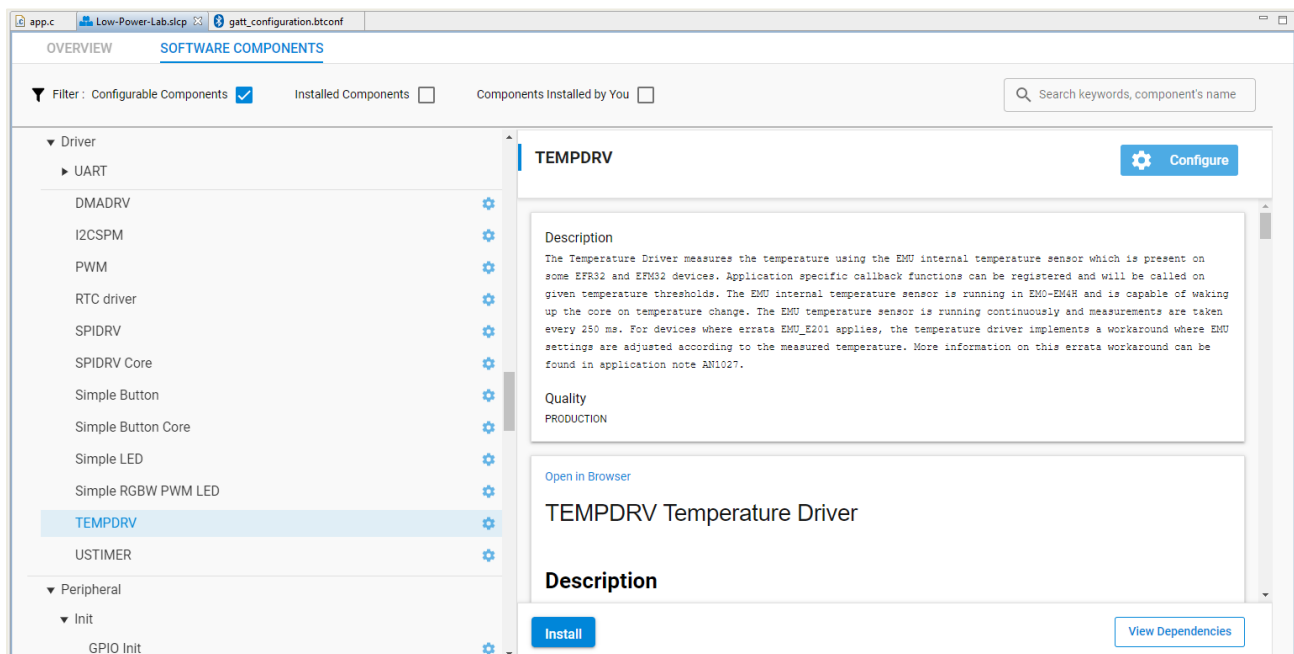 app.c Low-Power-Lab.slcp gatt_configuration.btconf
OVERVIEW SOFTWARE COMPONENTS
Filter : Configurable Components Installed Components Components Installed by You Search keywords, component's name
Driver
UART
DMADRV
I2CSPM
PWM
RTC driver
SPIDRV
SPIDRV Core
Simple Button
Simple Button Core
Simple LED
Simple RGBW PWM LED
TEMPDRV
USTIMER
Peripheral
Init
GPIO Init
TEMPDRV Configure
Description
The Temperature Driver measures the temperature using the EMU internal temperature sensor which is present on
some EFR32 and EFM32 devices. Application specific callback functions can be registered and will be called on
given temperature thresholds. The EMU internal temperature sensor is running in EM0-EM4H and is capable of waking
up the core on temperature change. The EMU temperature sensor is running continuously and measurements are taken
every 250 ms. For devices where errata EMU_E201 applies, the temperature driver implements a workaround where EMU
settings are adjusted according to the measured temperature. More information on this errata workaround can be
found in application note AN1027.
Quality
PRODUCTION
Open in Browser
TEMPDRV Temperature Driver
Description
Install View Dependencies